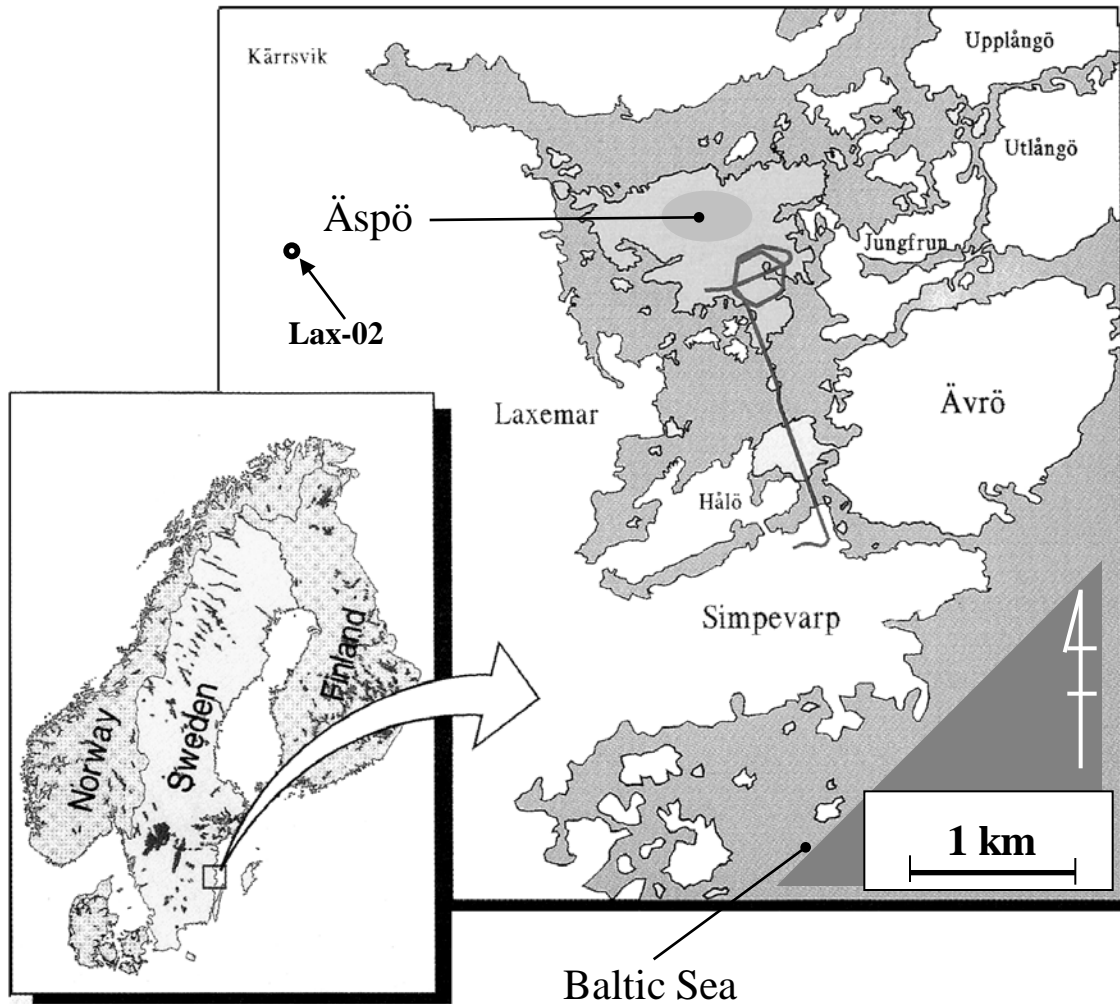 Kärrsvik
Upplångö
Utlångö
Äspö
Jungfrun
Lax-02
Laxemar
Ävrö
Hålö
Simpevarp
Norway
Sweden
Finland
1 km
Baltic Sea